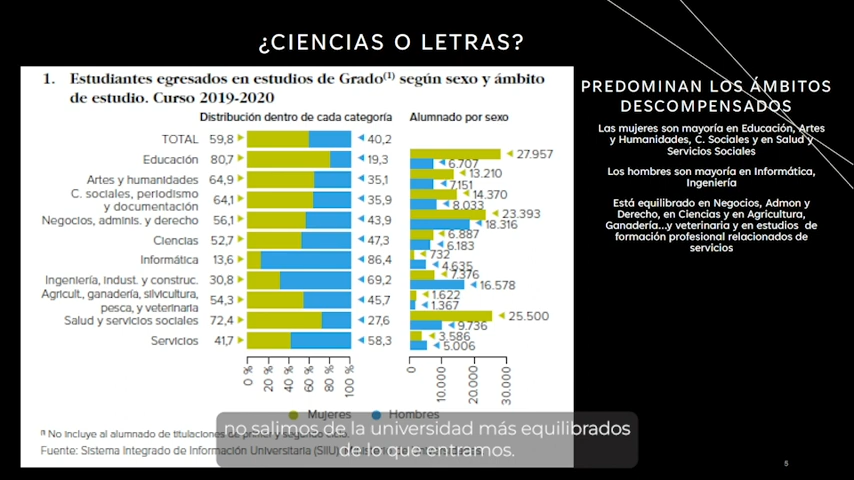 ¿CIENCIAS O LETRAS?
1. Estudiantes egresados en estudios de Grado(1) según sexo y ámbito
de estudio. Curso 2019-2020
Distribución dentro de cada categoría
TOTAL 59,8 40,2
Educación 80,7 19,3
Artes y humanidades 64,9 35,1
C. sociales, periodismo
y documentación 64,1 35,9
Negocios, adminis. y derecho 56,1 43,9
Ciencias 52,7 47,3
Informática 13,6 86,4
Ingeniería, indust. y construc. 30,8 69,2
Agricult., ganadería, silvicultura,
pesca, y veterinaria 54,3 45,7
Salud y servicios sociales 72,4 27,6
Servicios 41,7 58,3
0 % 20 % 40 % 60 % 80 % 100 %
Alumnado por sexo
27.957
6.707
13.210
7.151
14.370
8.033
23.393
18.316
6.887
6.183
732
4.635
7.376
16.578
1.622
1.367
25.500
9.736
3.586
5.006
0 10.000 20.000 30.000
Mujeres Hombres
(1) No incluye al alumnado de titulaciones de primer y segundo ciclo.
Fuente: Sistema Integrado de Información Universitaria (SIIU)
PREDOMINAN LOS ÁMBITOS
DESCOMPENSADOS
Las mujeres son mayoría en Educación, Artes
y Humanidades, C. Sociales y en Salud y
Servicios Sociales
Los hombres son mayoría en Informática,
Ingeniería
Está equilibrado en Negocios, Admon y
Derecho, en Ciencias y en Agricultura,
Ganadería...y veterinaria y en estudios de
formación profesional relacionados de
servicios
no salimos de la universidad más equilibrados
de lo que entramos.
5